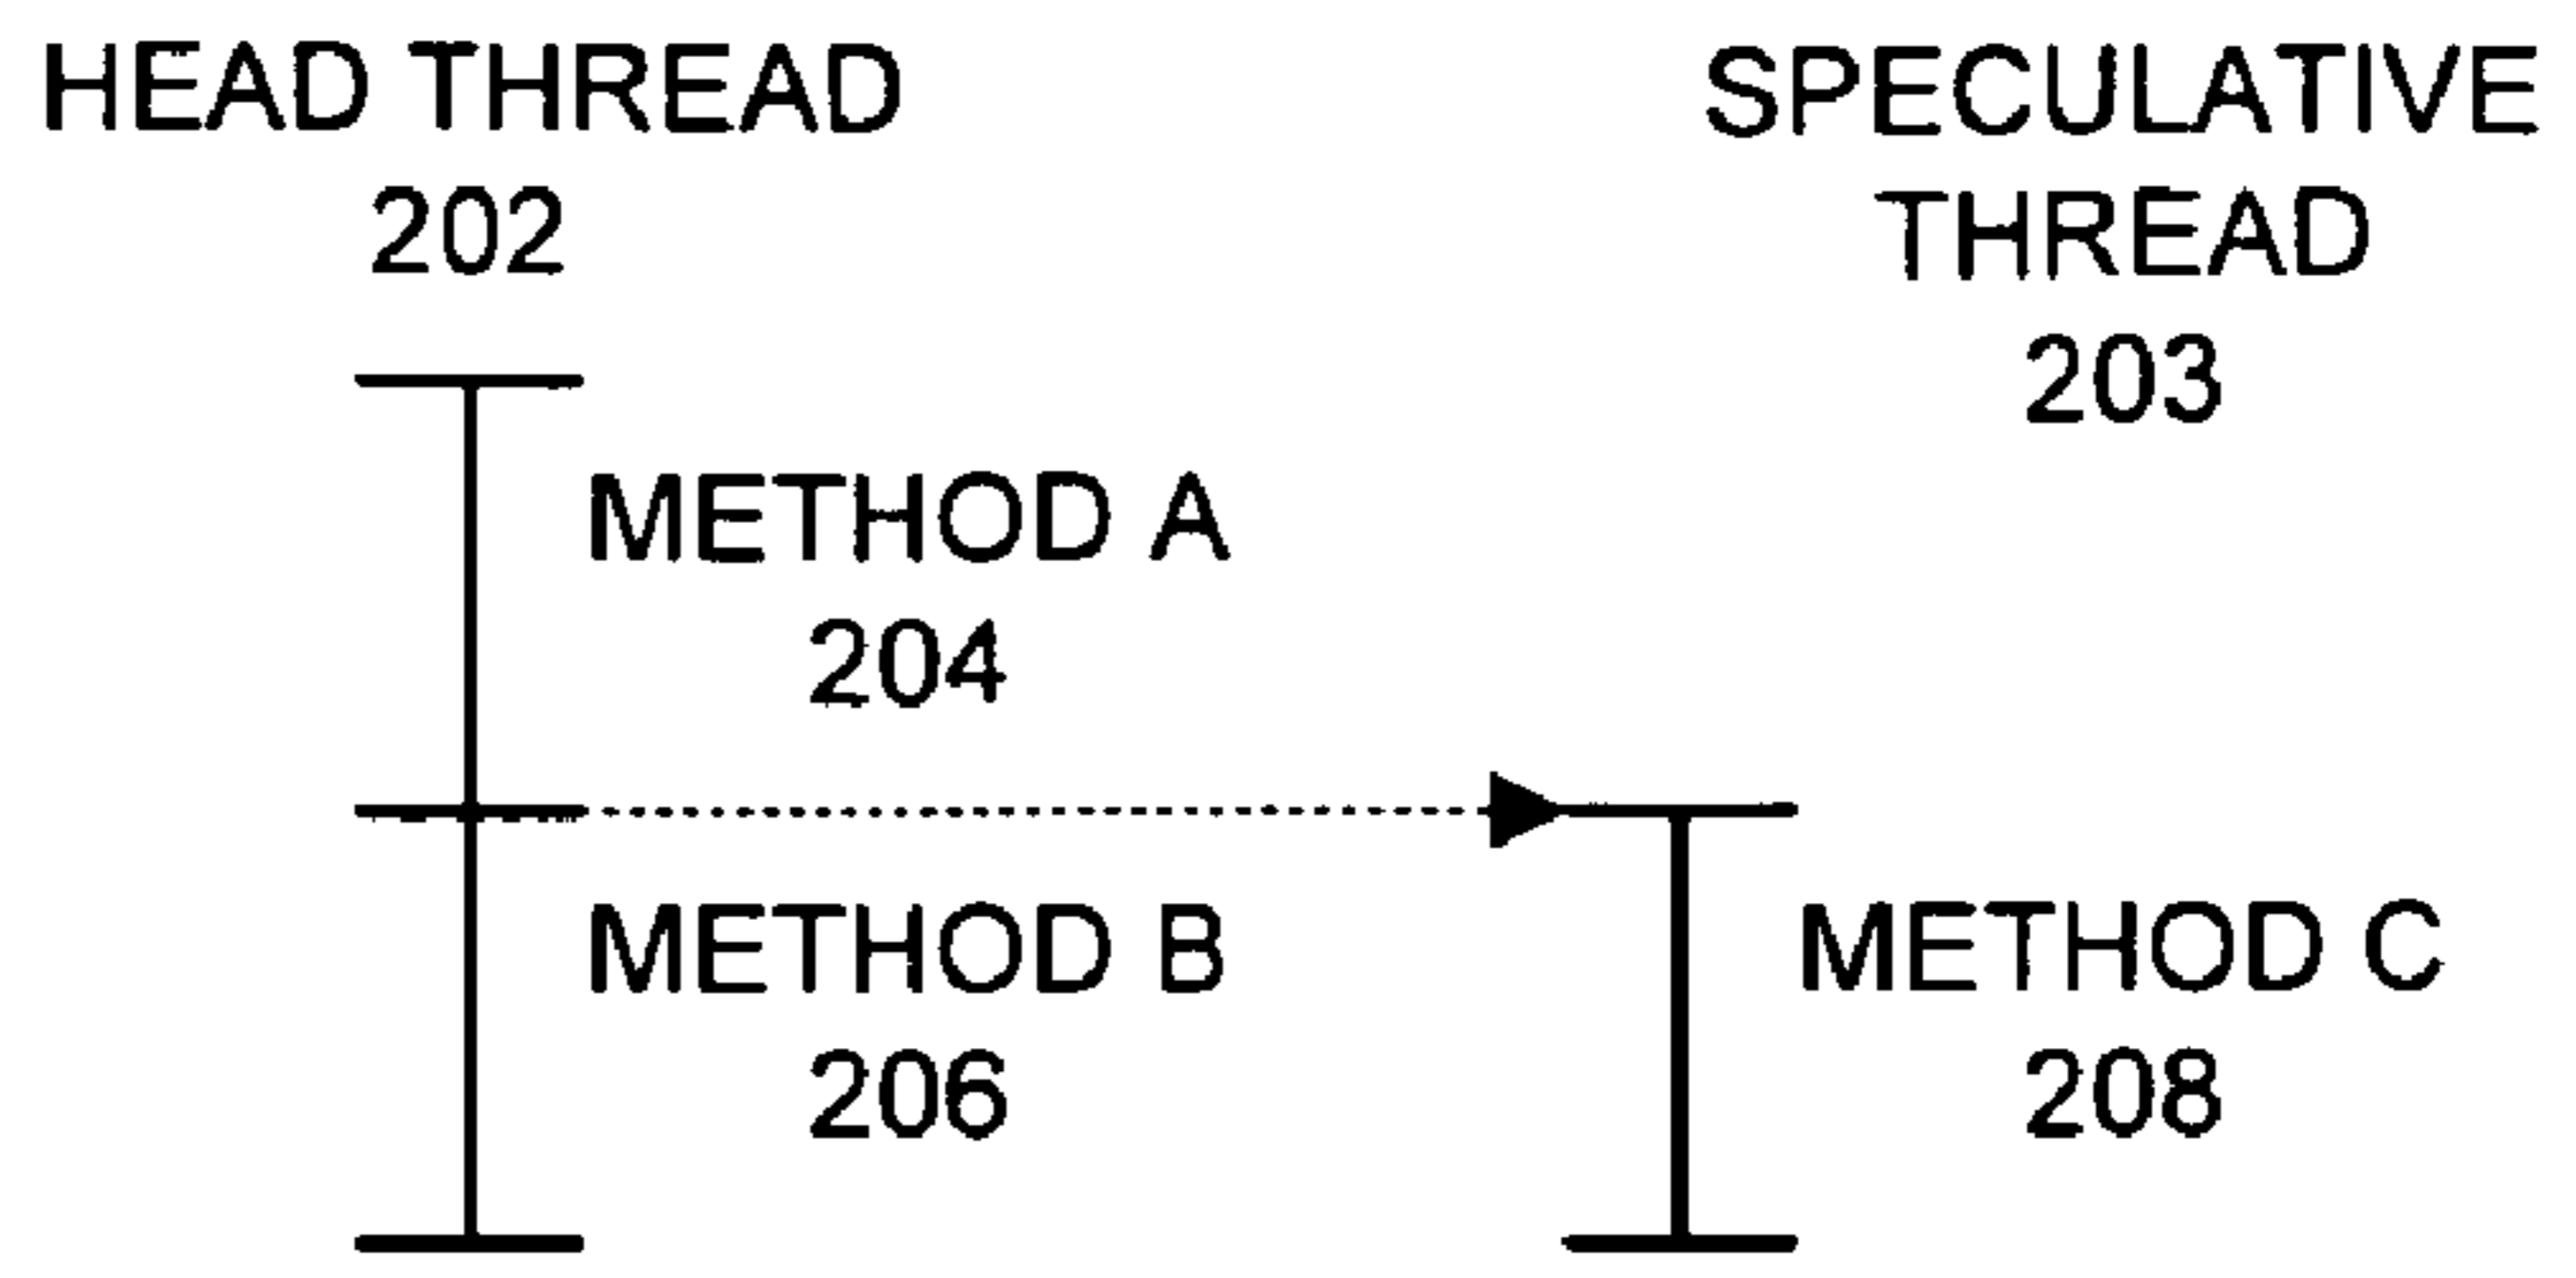 HEAD THREAD
202
SPECULATIVE
THREAD
203
METHOD A
204
METHOD B
206
METHOD C
208